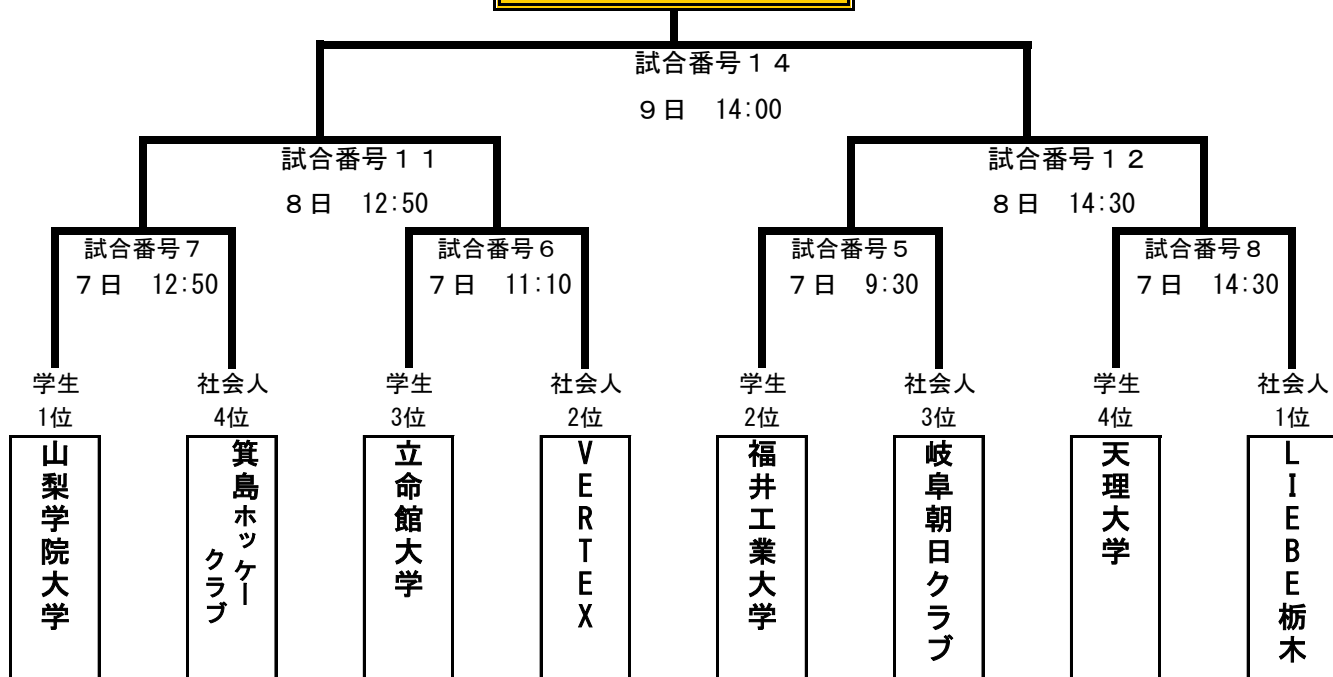 試合番号１４
９日　14:00
試合番号１１
８日　12:50
試合番号１２
８日　14:30
試合番号７
７日　12:50
試合番号６
７日　11:10
試合番号５
７日　9:30
試合番号８
７日　14:30
学生
1位
山梨学院大学
社会人
4位
箕島ホッケー
クラブ
学生
3位
立命館大学
社会人
2位
ＶＥＲＴＥＸ
学生
2位
福井工業大学
社会人
3位
岐阜朝日クラブ
学生
4位
天理大学
社会人
1位
ＬＩＥＢＥ栃木